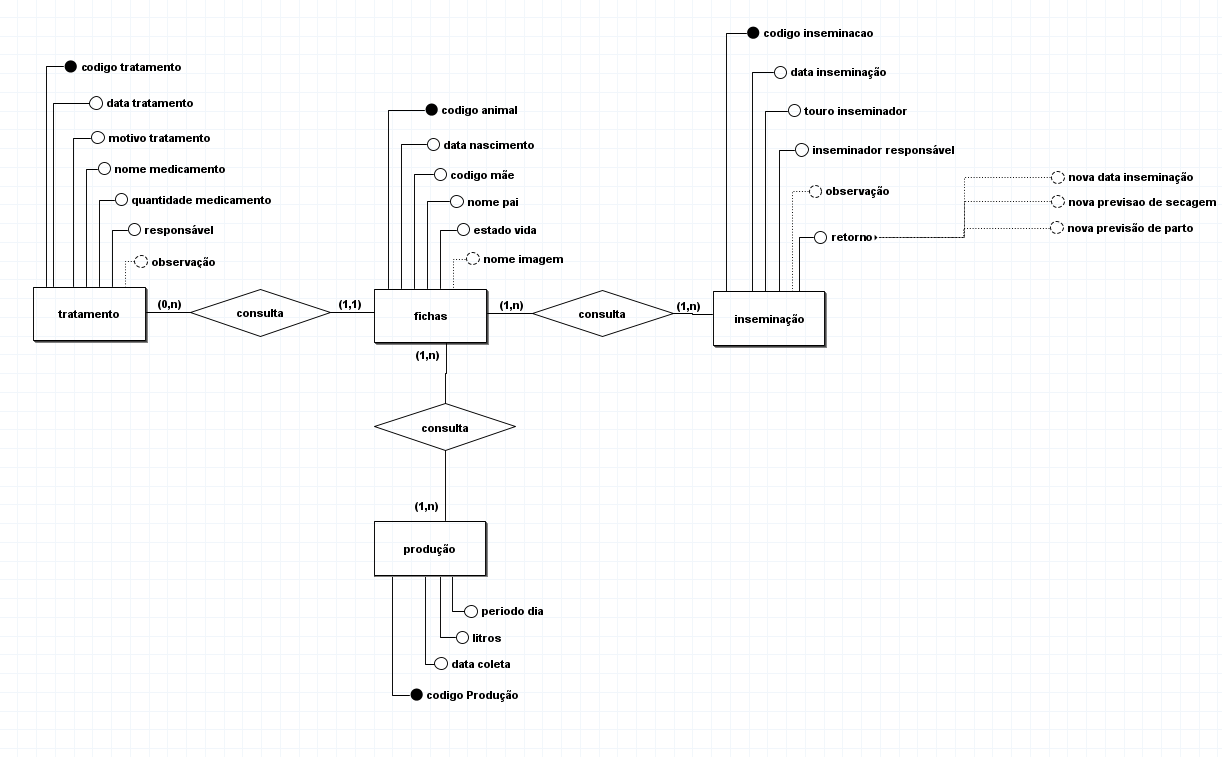 codigo inseminacao
codigo tratamento
data inseminação
data tratamento
codigo animal
touro inseminador
motivo tratamento
data nascimento
inseminador responsável
nome medicamento
codigo mãe
nova data inseminação
observação
quantidade medicamento
nome pai
nova previsao de secagem
responsável
estado vida
retorno
nova previsão de parto
observação
nome imagem
(0,n)
(1,1)
(1,n)
(1,n)
tratamento
consulta
fichas
consulta
inseminação
(1,n)
consulta
(1,n)
produção
periodo dia
litros
data coleta
codigo Produção